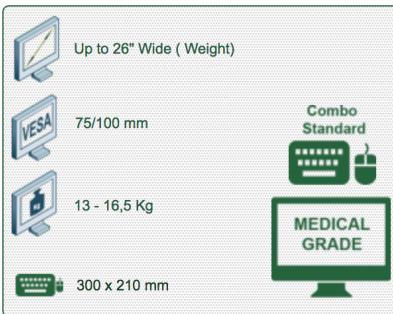 Up to 26" Wide ( Weight)
VESA
75/100 mm
KG
13 - 16,5 Kg
300 x 210 mm
Combo
Standard
MEDICAL
GRADE